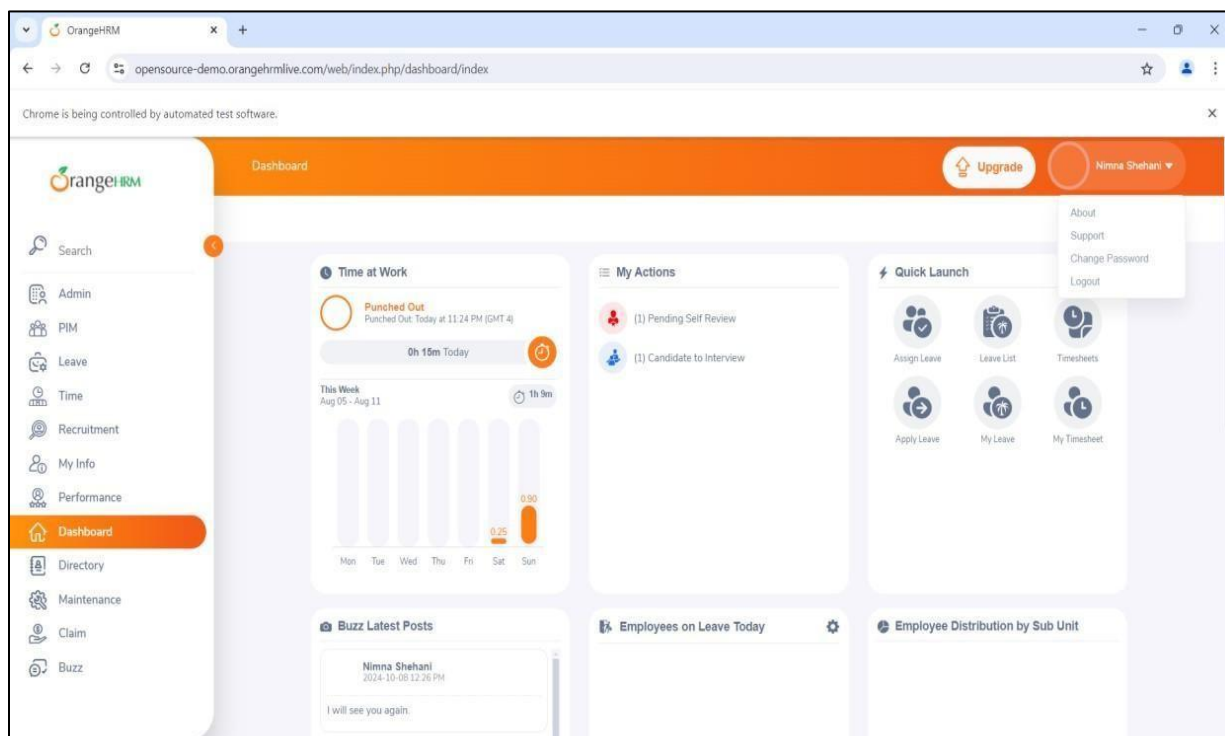 OrangeHRM
opensource-demo.orangehrmlive.com/web/index.php/dashboard/index
Chrome is being controlled by automated test software.
OrangeHRM
Dashboard
Upgrade
Nimna Shehani
About
Support
Change Password
Logout
Search
Admin
PIM
Leave
Time
Recruitment
My Info
Performance
Dashboard
Directory
Maintenance
Claim
Buzz
Time at Work
Punched Out
Punched Out: Today at 11:24 PM (GMT 4)
0h 15m Today
This Week
Aug 05 - Aug 11
1h 9m
0.90
0.25
Mon Tue Wed Thu Fri Sat Sun
My Actions
(1) Pending Self Review
(1) Candidate to Interview
Quick Launch
Assign Leave Leave List Timesheets
Apply Leave My Leave My Timesheet
Buzz Latest Posts
Nimna Shehani
2024-10-08 12:26 PM
I will see you again.
Employees on Leave Today
Employee Distribution by Sub Unit